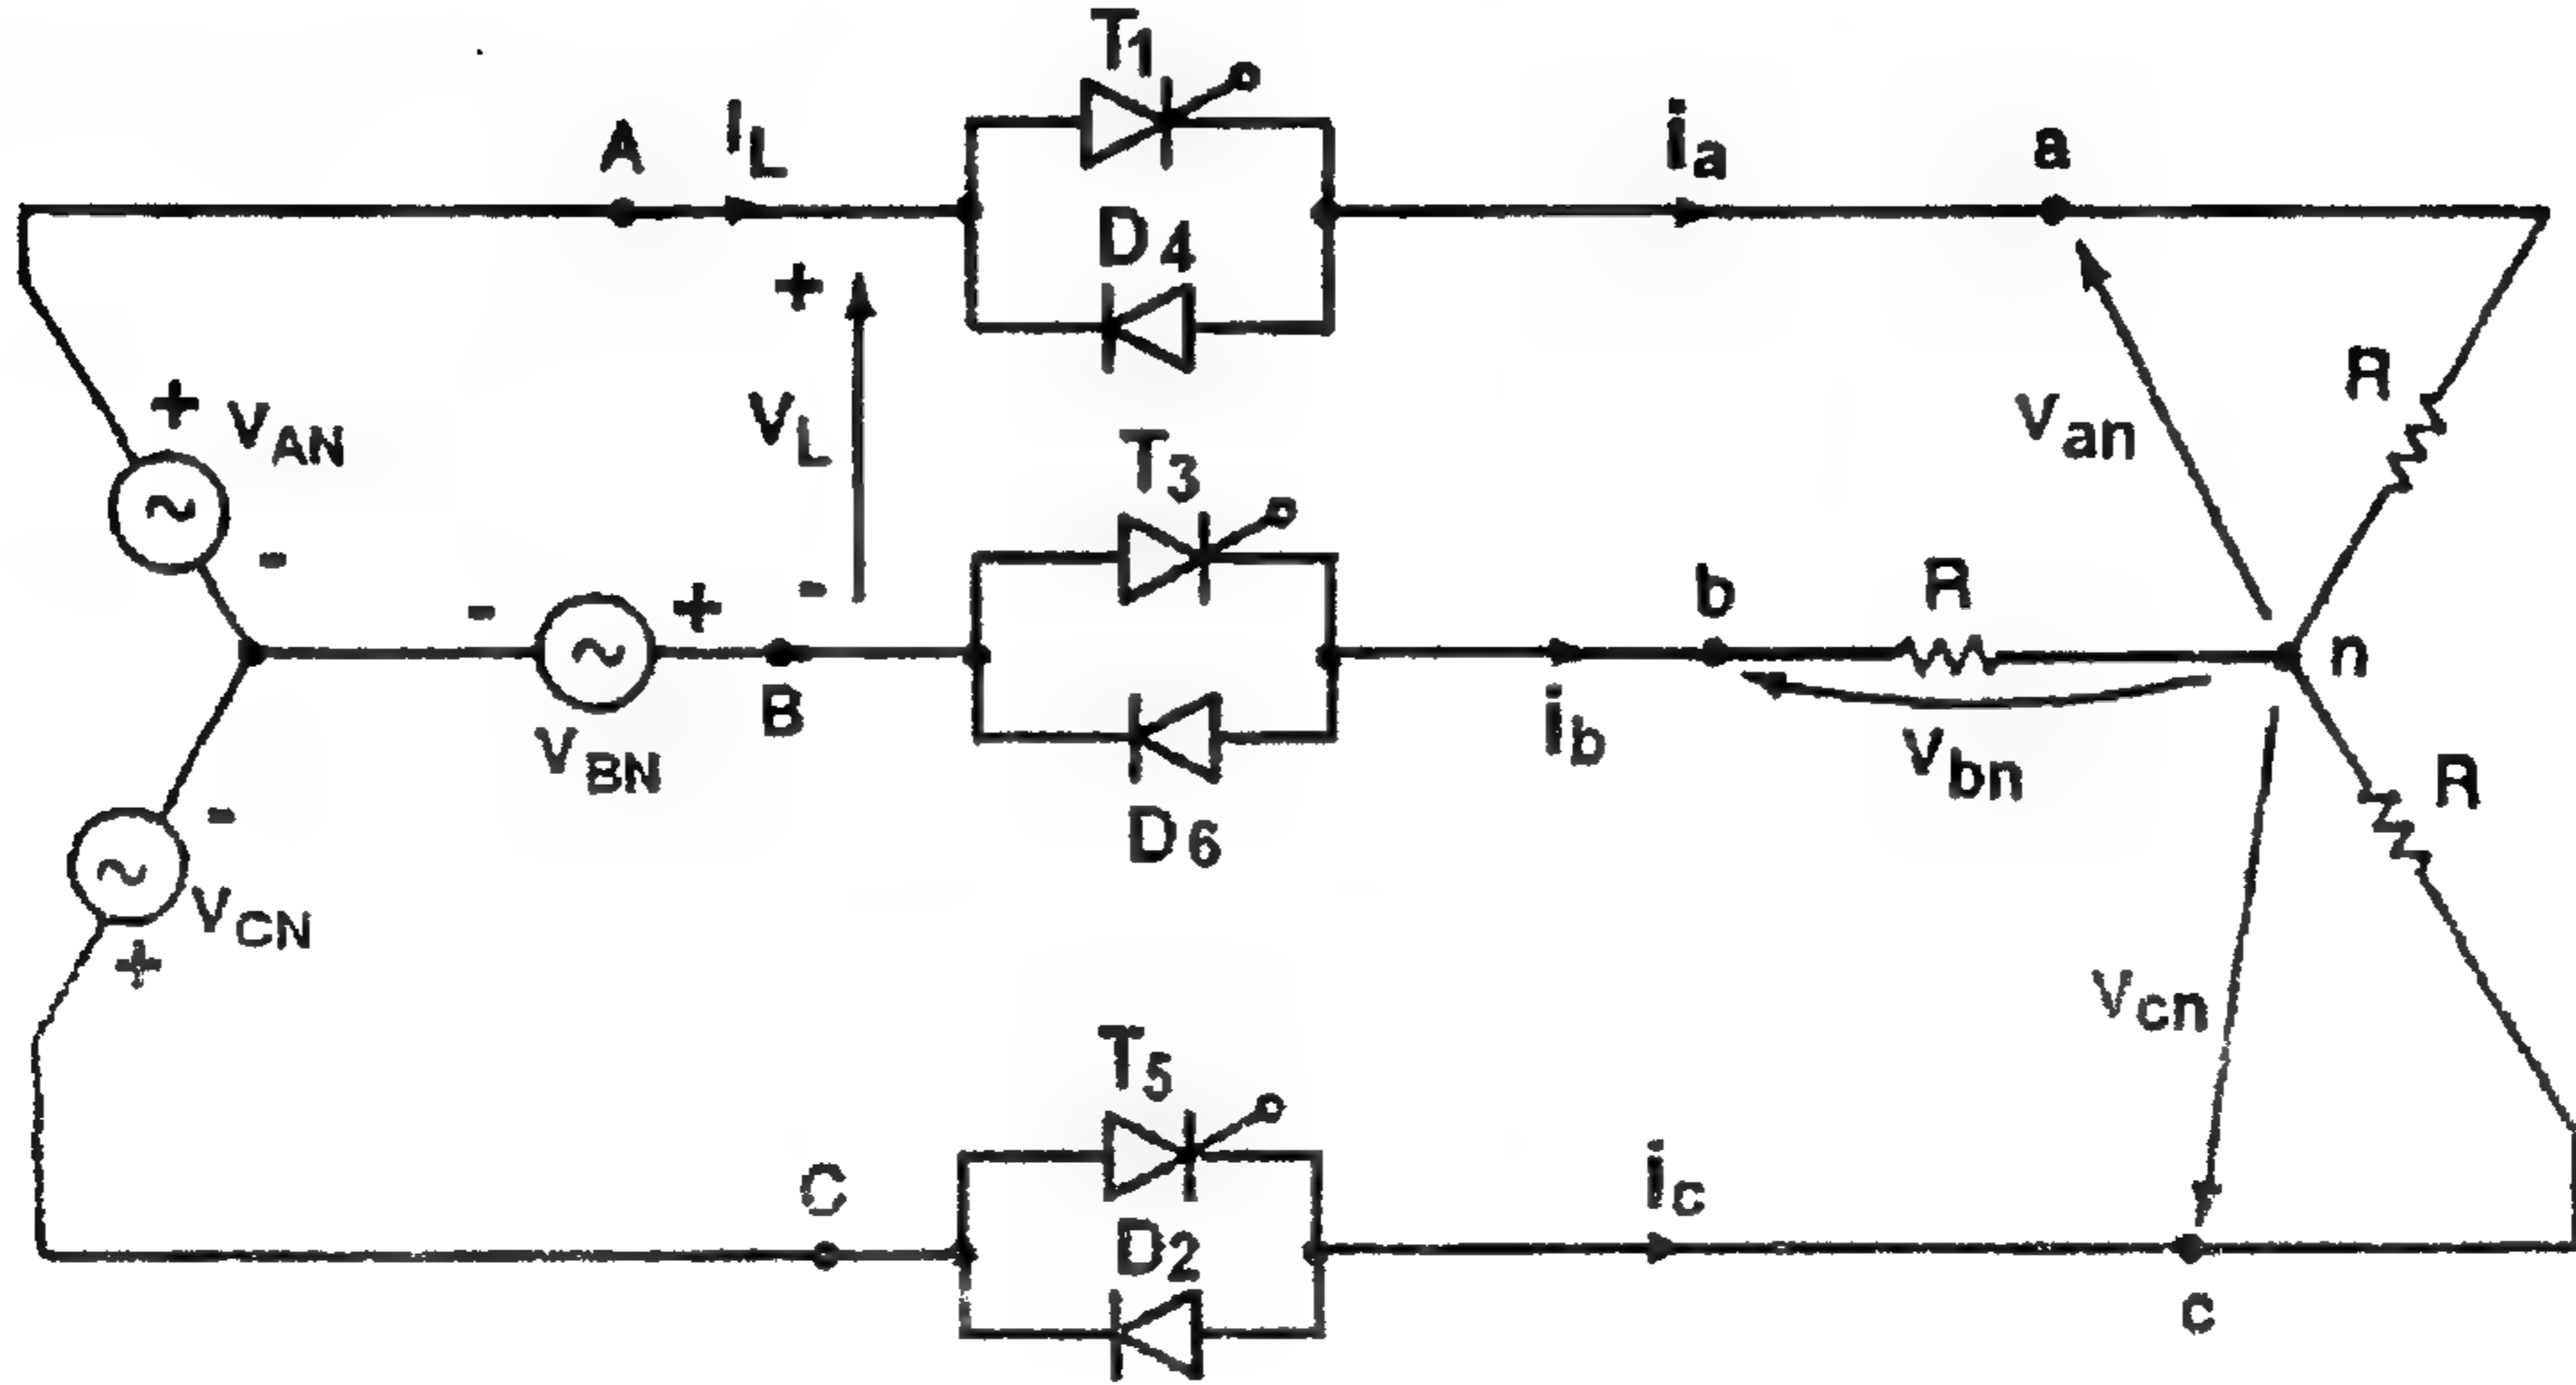 T1
A
IL
ia
a
D4
+
+
VAN
VL
R
Van
T3
-
-
+
-
b
R
n
B
ib
VBN
Vbn
R
D6
-
VCN
+
Vcn
T5
C
ic
D2
c